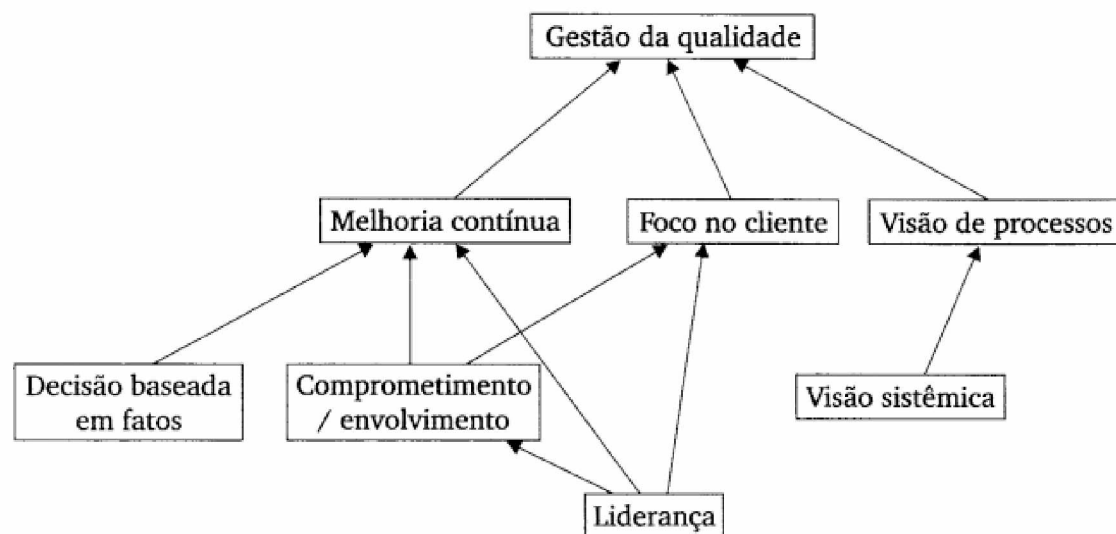 Gestão da qualidade
Melhoria contínua
Foco no cliente
Visão de processos
Decisão baseada
em fatos
Comprometimento
/ envolvimento
Visão sistêmica
Liderança